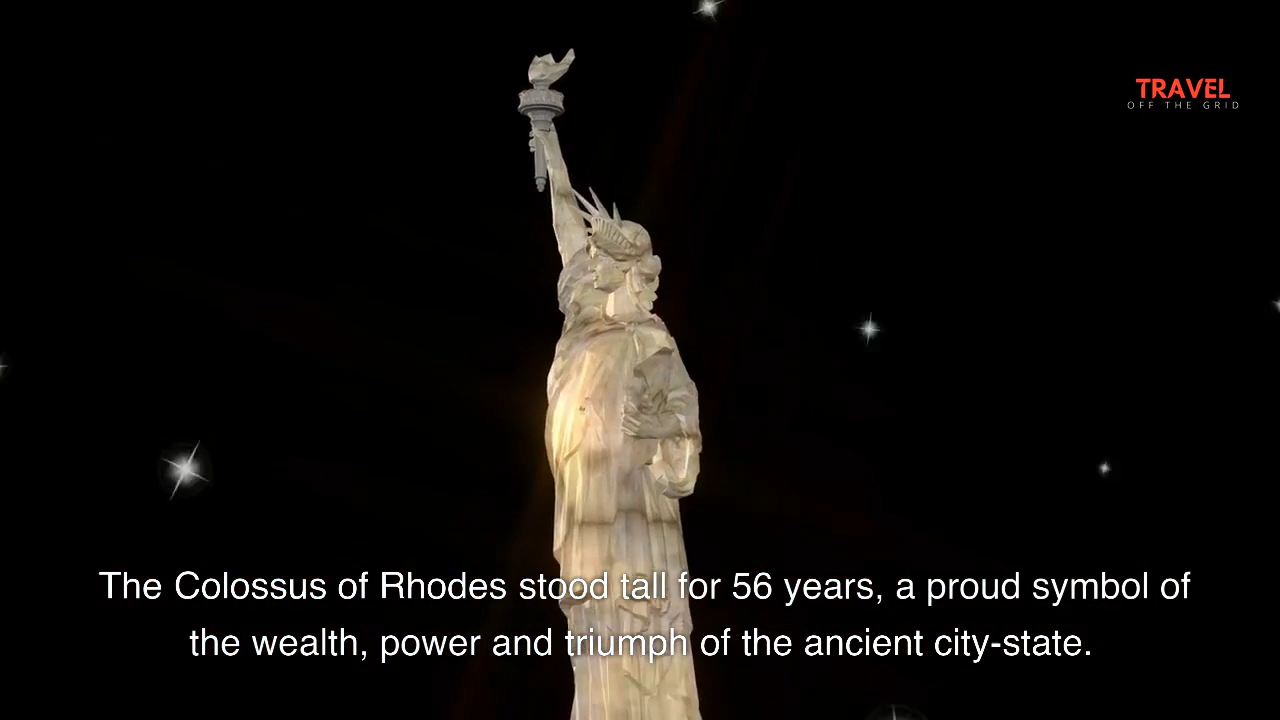 TRAVEL
OFF THE GRID
The Colossus of Rhodes stood tall for 56 years, a proud symbol of
the wealth, power and triumph of the ancient city-state.